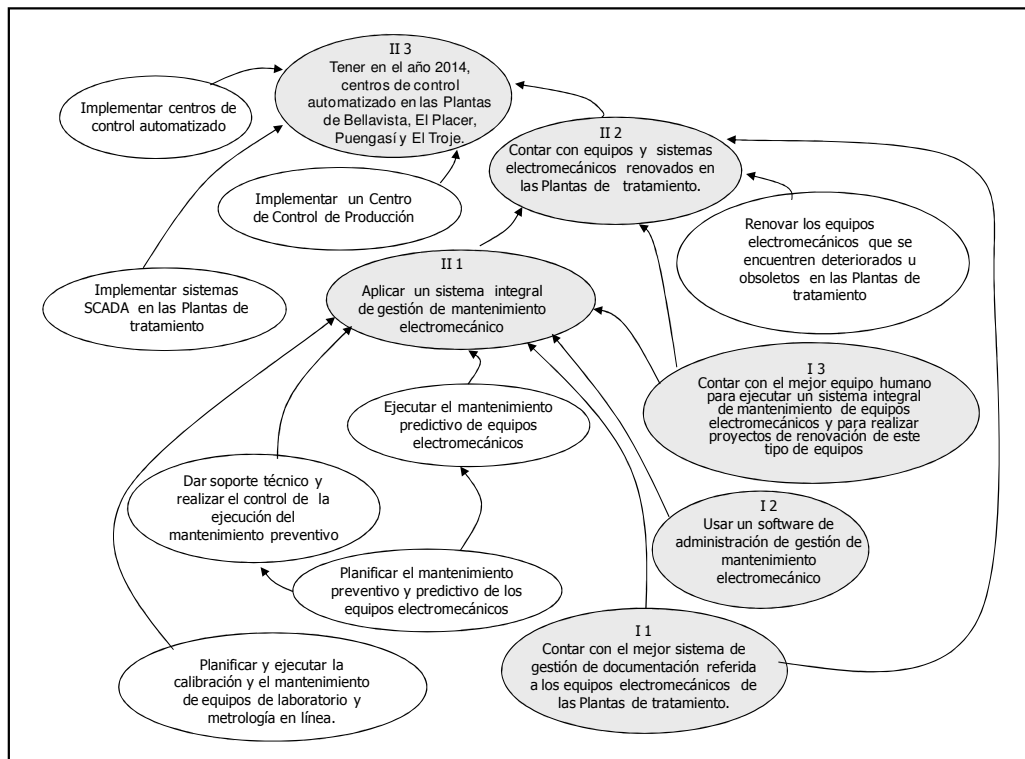 II 3
Tener en el año 2014,
centros de control
automatizado en las Plantas
de Bellavista, El Placer,
Puengasí y El Troje.
Implementar centros de
control automatizado
II 2
Contar con equipos y sistemas
electromecánicos renovados en
las Plantas de tratamiento.
Implementar un Centro
de Control de Producción
Renovar los equipos
electromecánicos que se
encuentren deteriorados u
obsoletos en las Plantas de
tratamiento
II 1
Aplicar un sistema integral
de gestión de mantenimiento
electromecánico
Implementar sistemas
SCADA en las Plantas de
tratamiento
I 3
Contar con el mejor equipo humano
para ejecutar un sistema integral
de mantenimiento de equipos
electromecánicos y para realizar
proyectos de renovación de este
tipo de equipos
Ejecutar el mantenimiento
predictivo de equipos
electromecánicos
Dar soporte técnico y
realizar el control de la
ejecución del
mantenimiento preventivo
I 2
Usar un software de
administración de gestión de
mantenimiento
electromecánico
Planificar el mantenimiento
preventivo y predictivo de los
equipos electromecánicos
I 1
Contar con el mejor sistema de
gestión de documentación referida
a los equipos electromecánicos de
las Plantas de tratamiento.
Planificar y ejecutar la
calibración y el mantenimiento
de equipos de laboratorio y
metrología en línea.